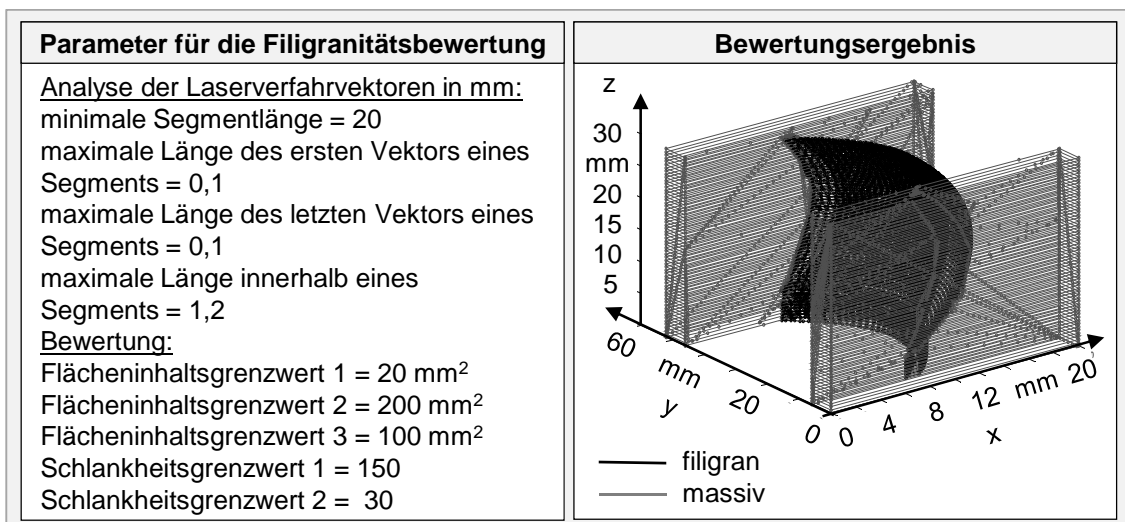 Parameter für die Filigranitätsbewertung
Analyse der Laserverfahrvektoren in mm:
minimale Segmentlänge = 20
maximale Länge des ersten Vektors eines
Segments = 0,1
maximale Länge des letzten Vektors eines
Segments = 0,1
maximale Länge innerhalb eines
Segments = 1,2
Bewertung:
Flächeninhaltsgrenzwert 1 = 20 mm²
Flächeninhaltsgrenzwert 2 = 200 mm²
Flächeninhaltsgrenzwert 3 = 100 mm²
Schlankheitsgrenzwert 1 = 150
Schlankheitsgrenzwert 2 = 30
Bewertungsergebnis
z
30
mm
20
15
10
5
60 mm 20 0
y
0 4 8 12 mm 20
x
filigran
massiv